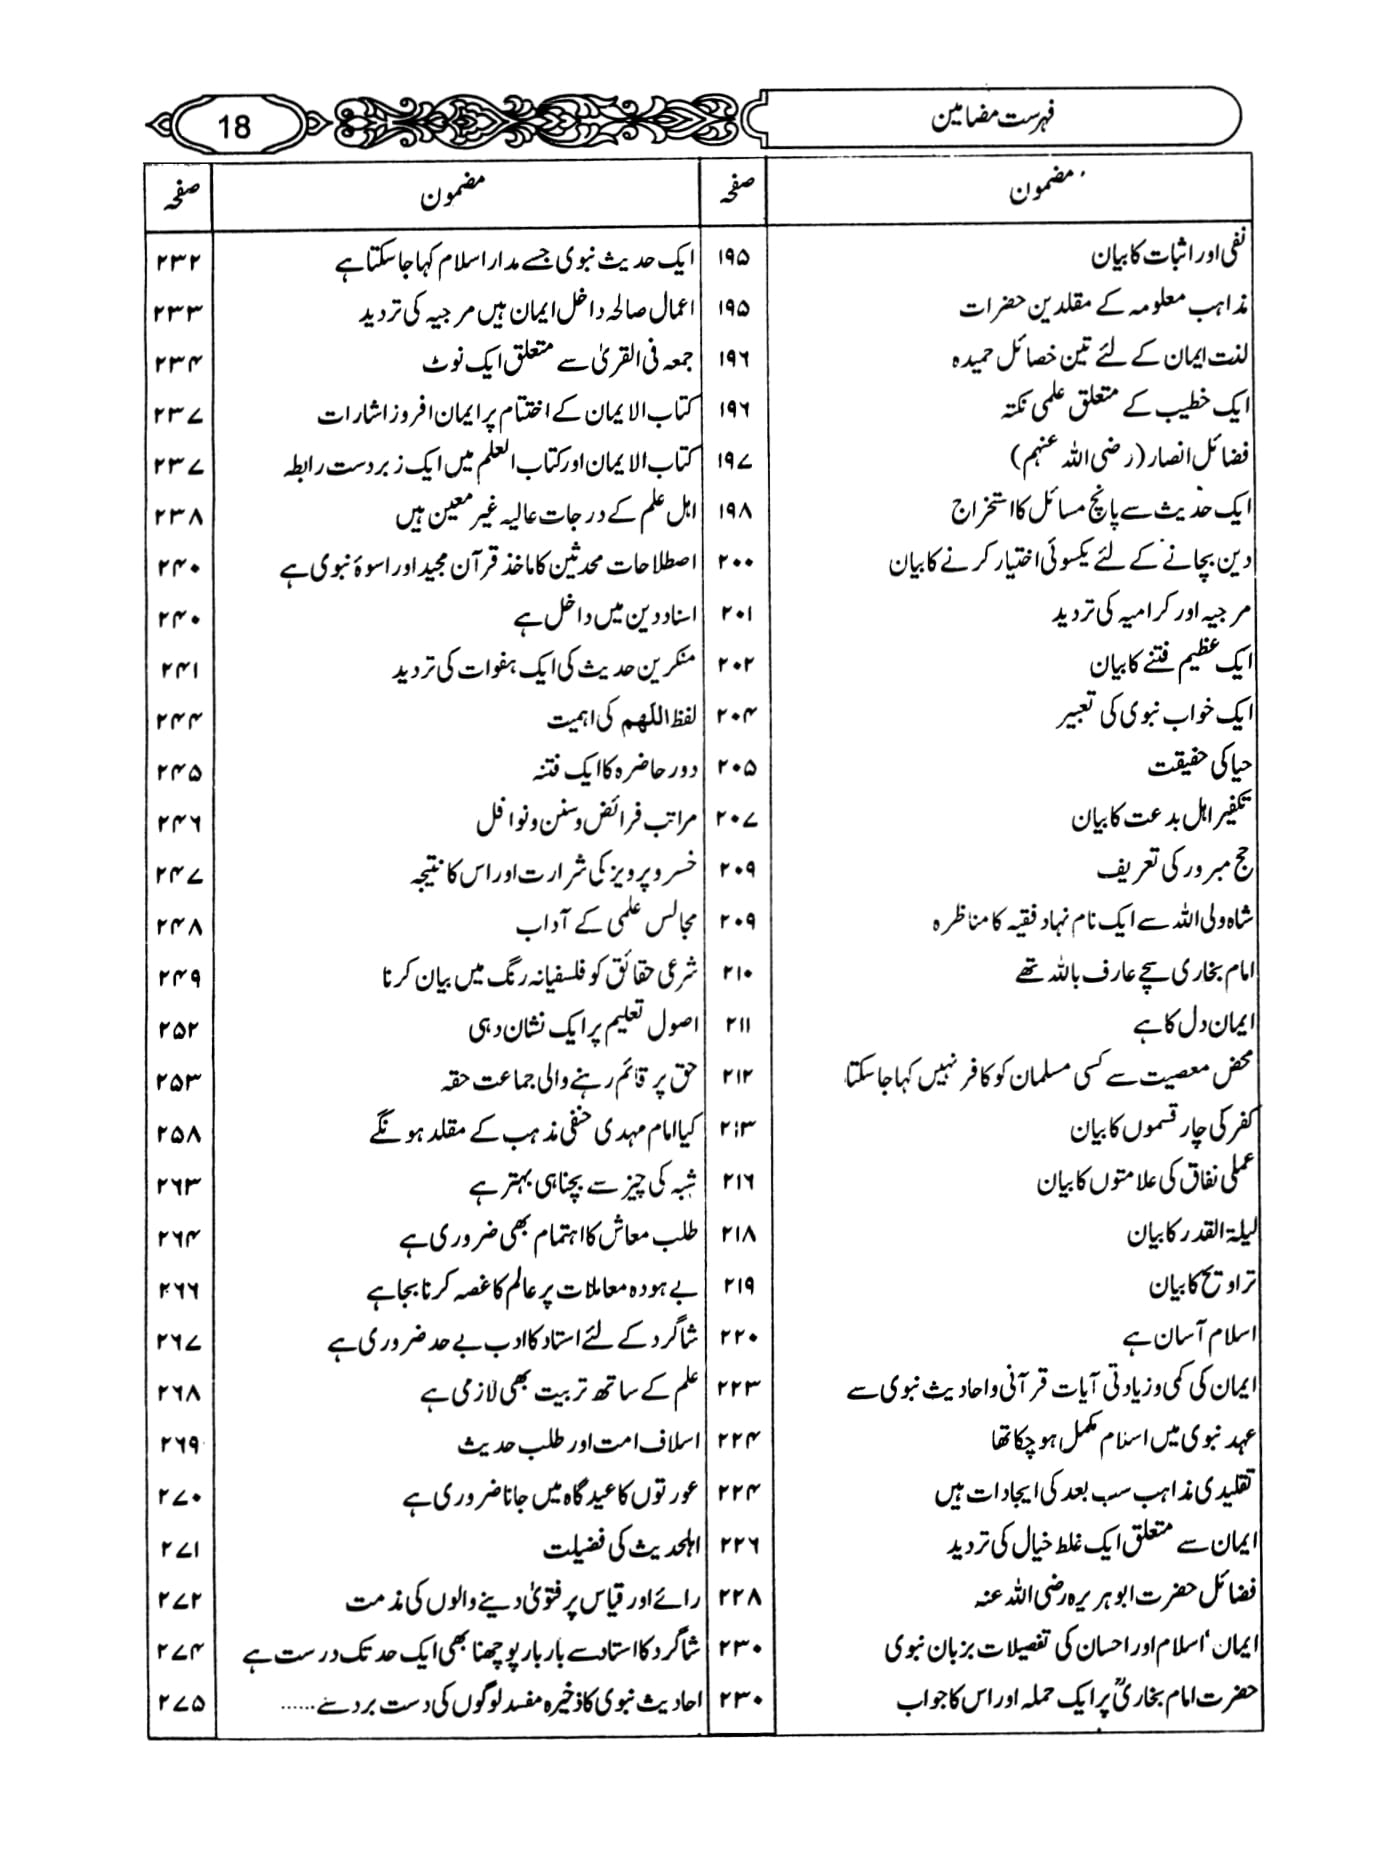 فہرست مضامین
18
مضمون صفحہ
نفی اور اثبات کا بیان ۱۹۵
مذاہب معلومہ کے مقلدین حضرات ۱۹۵
لذت ایمان کے لئے تین خصائل حمیدہ ۱۹۶
ایک خطیب کے متعلق علمی نکتہ ۱۹۶
فضائل انصار (رضی اللہ عنہم) ۱۹۷
ایک حدیث سے پانچ مسائل کا استخراج ۱۹۸
دین بچانے کے لئے یکسوئی اختیار کرنے کا بیان ۲۰۰
مرجیہ اور کرامیہ کی تردید ۲۰۱
ایک عظیم فتنے کا بیان ۲۰۲
ایک خواب نبوی کی تعبیر ۲۰۴
حیا کی حقیقت ۲۰۵
تکفیر اہل بدعت کا بیان ۲۰۷
حج مبرور کی تعریف ۲۰۹
شاہ ولی اللہ سے ایک نام نہاد فقیہ کا مناظرہ ۲۰۹
امام بخاری سچے عارف باللہ تھے ۲۱۰
ایمان دل کا ہے ۲۱۱
محض معصیت سے کسی مسلمان کو کافر نہیں کہا جا سکتا ۲۱۲
کفر کی چار قسموں کا بیان ۲۱۳
عملی نفاق کی علامتوں کا بیان ۲۱۶
لیلۃ القدر کا بیان ۲۱۸
تراویح کا بیان ۲۱۹
اسلام آسان ہے ۲۲۰
ایمان کی کمی و زیادتی آیات قرآنی و احادیث نبوی سے ۲۲۳
عہد نبوی میں اسلام مکمل ہو چکا تھا ۲۲۴
تقلیدی مذاہب سب بعد کی ایجادات ہیں ۲۲۴
ایمان سے متعلق ایک غلط خیال کی تردید ۲۲۶
فضائل حضرت ابوہریرہ رضی اللہ عنہ ۲۲۸
ایمان' اسلام اور احسان کی تفصیلات بزبان نبوی ۲۳۰
حضرت امام بخاریؒ پر ایک حملہ اور اس کا جواب ۲۳۰
مضمون صفحہ
ایک حدیث نبوی جسے مدار اسلام کہا جا سکتا ہے ۲۳۲
اعمال صالحہ داخل ایمان ہیں مرجیہ کی تردید ۲۳۳
جمعہ فی القریٰ سے متعلق ایک نوٹ ۲۳۴
کتاب الایمان کے اختتام پر ایمان افروز اشارات ۲۳۷
کتاب الایمان اور کتاب العلم میں ایک زبردست رابطہ ۲۳۷
اہل علم کے درجات عالیہ غیر معین ہیں ۲۳۸
اصطلاحات محدثین کا ماخذ قرآن مجید اور اسوۂ نبوی ہے ۲۴۰
اسناد دین میں داخل ہے ۲۴۰
منکرین حدیث کی ایک ہفوات کی تردید ۲۴۱
لفظ اللهم کی اہمیت ۲۴۴
دور حاضرہ کا ایک فتنہ ۲۴۵
مراتب فرائض و سنن و نوافل ۲۴۶
خسرو پرویز کی شرارت اور اس کا نتیجہ ۲۴۷
مجالس علمی کے آداب ۲۴۸
شرعی حقائق کو فلسفیانہ رنگ میں بیان کرنا ۲۴۹
اصول تعلیم پر ایک نشان دہی ۲۵۲
حق پر قائم رہنے والی جماعت حقہ ۲۵۳
کیا امام مہدی حنفی مذہب کے مقلد ہونگے ۲۵۸
شبہ کی چیز سے بچنا ہی بہتر ہے ۲۶۳
طلب معاش کا اہتمام بھی ضروری ہے ۲۶۴
بے ہودہ معاملات پر عالم کا غصہ کرنا بجا ہے ۲۶۶
شاگرد کے لئے استاد کا ادب بے حد ضروری ہے ۲۶۷
علم کے ساتھ تربیت بھی لازمی ہے ۲۶۸
اسلاف امت اور طلب حدیث ۲۶۹
عورتوں کا عید گاہ میں جانا ضروری ہے ۲۷۰
اہلحدیث کی فضیلت ۲۷۱
رائے اور قیاس پر فتویٰ دینے والوں کی مذمت ۲۷۲
شاگرد کا استاد سے بار بار پوچھنا بھی ایک حد تک درست ہے ۲۷۴
احادیث نبوی کا ذخیرہ مفسد لوگوں کی دست برد سے...... ۲۷۵